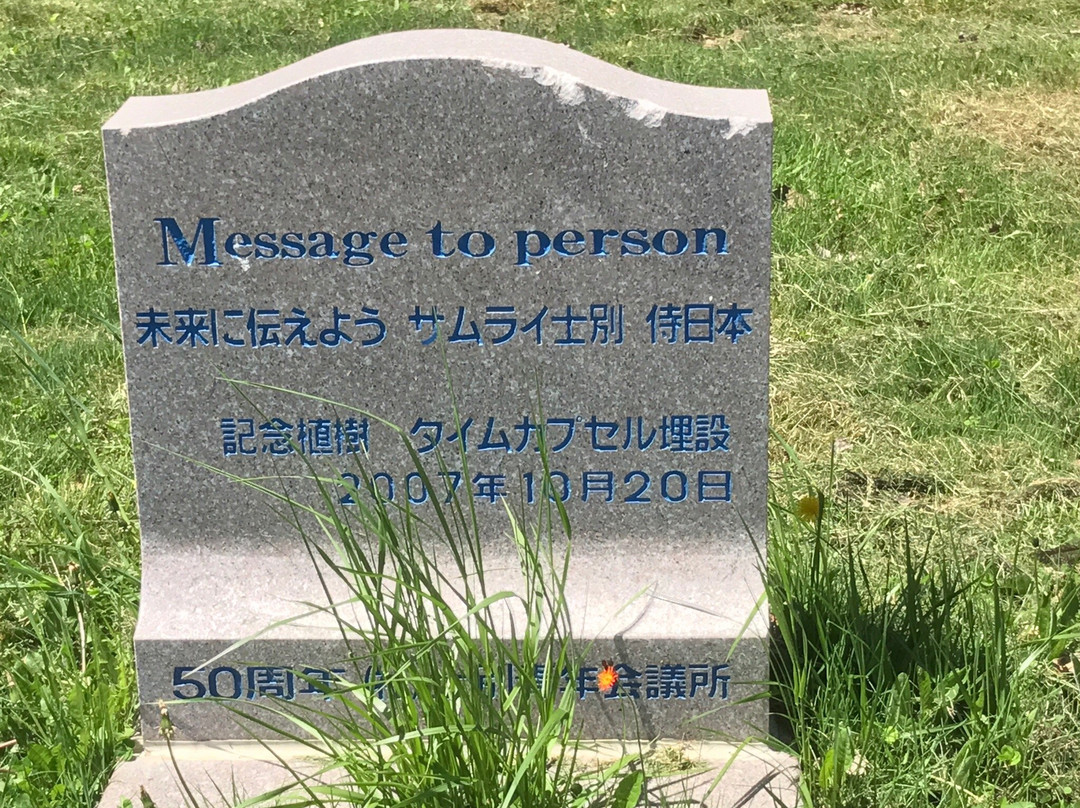 Message to person
未来に伝えよう サムライ士別 侍日本
記念植樹 タイムカプセル埋設
2007年10月20日
50周年 年会議所